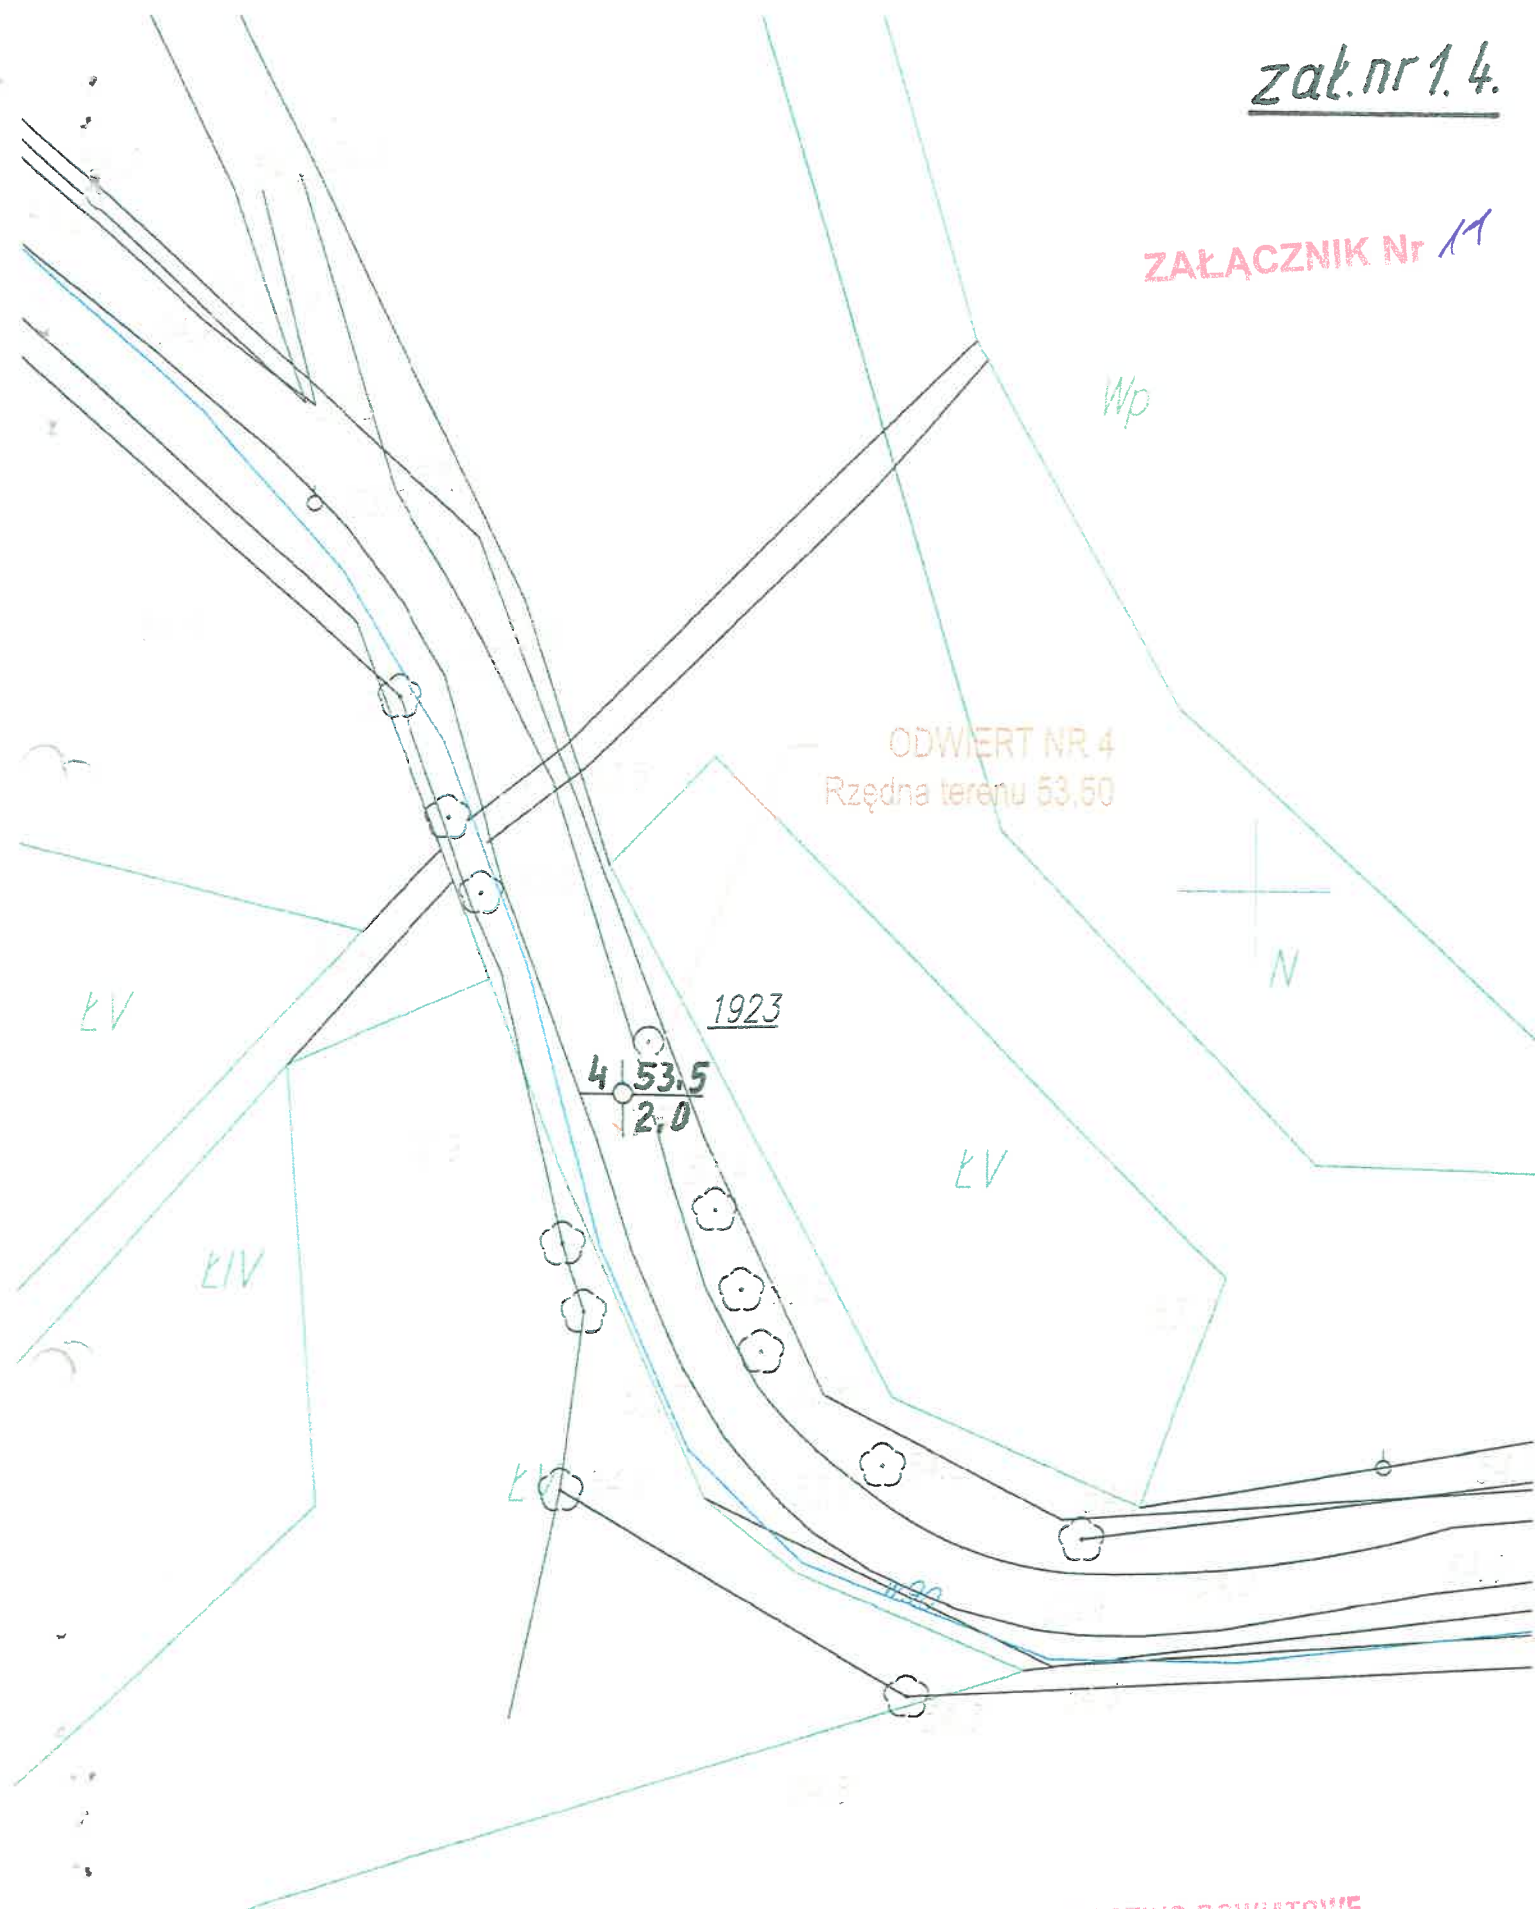 zał.nr 1.4.
ZAŁĄCZNIK Nr 11
Wp
ODWIERT NR 4
Rzędna terenu 53.50
N
ŁV
1923
4 53.5
2,0
ŁV
ŁIV
ŁV
POWIATOWE